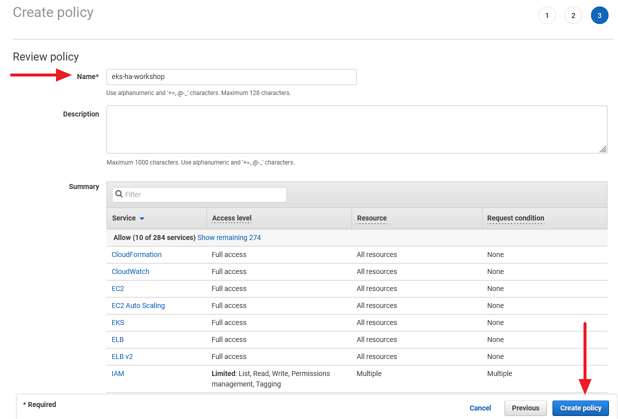 Create policy
1 2 3
Review policy
Name* eks-ha-workshop
Use alphanumeric and '+=,.@-_' characters. Maximum 128 characters.
Description
Maximum 1000 characters. Use alphanumeric and '+=,.@-_' characters.
Summary Filter
Service Access level Resource Request condition
Allow (10 of 284 services) Show remaining 274
CloudFormation Full access All resources None
CloudWatch Full access All resources None
EC2 Full access All resources None
EC2 Auto Scaling Full access All resources None
EKS Full access All resources None
ELB Full access All resources None
ELB v2 Full access All resources None
IAM Limited: List, Read, Write, Permissions Multiple Multiple
management, Tagging
* Required Cancel Previous Create policy